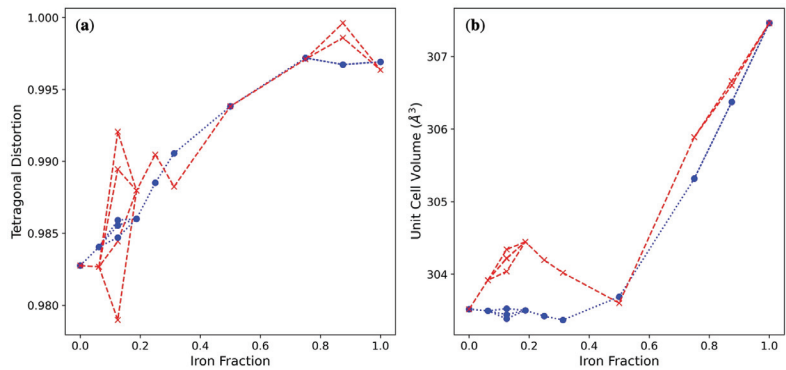 (a)
1.000
0.995
0.990
0.985
0.980
Tetragonal Distortion
0.0 0.2 0.4 0.6 0.8 1.0
Iron Fraction
(b)
307
306
305
304
Unit Cell Volume (Å³)
0.0 0.2 0.4 0.6 0.8 1.0
Iron Fraction